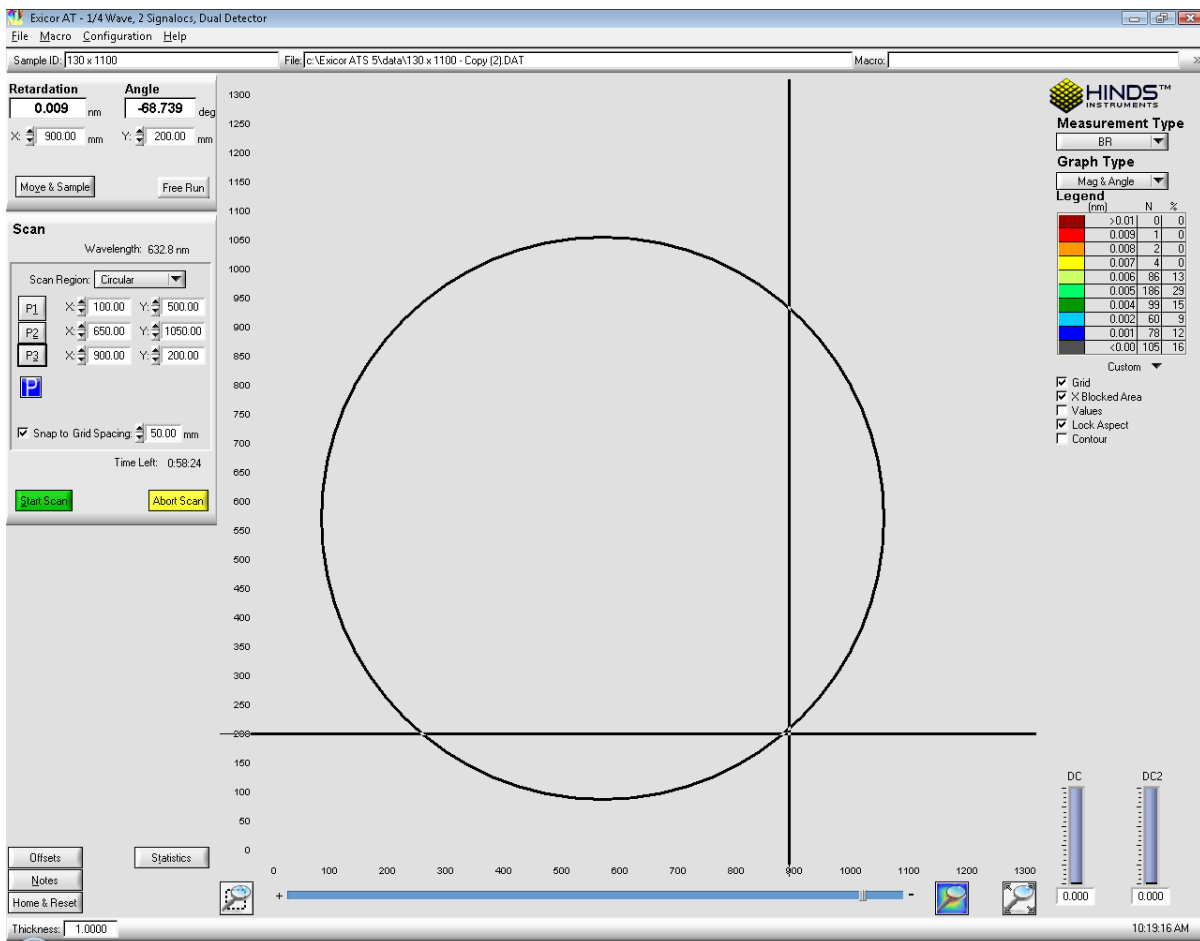 Exicor AT - 1/4 Wave, 2 Signalocs, Dual Detector
File Macro Configuration Help
Sample ID: 130 x 1100 File: c:\Exicor ATS 5\data\130 x 1100 - Copy (2).DAT Macro:
Retardation Angle
0.009 nm -68.739 deg
X: 900.00 mm Y: 200.00 mm
Move & Sample Free Run
Scan
Wavelength: 632.8 nm
Scan Region: Circular
P1 X: 100.00 Y: 500.00
P2 X: 650.00 Y: 1050.00
P3 X: 900.00 Y: 200.00
P
Snap to Grid Spacing: 50.00 mm
Time Left: 0:58:24
Start Scan Abort Scan
Offsets Statistics
Notes
Home & Reset
Thickness: 1.0000
1300
1250
1200
1150
1100
1050
1000
950
900
850
800
750
700
650
600
550
500
450
400
350
300
250
200
150
100
50
0
0 100 200 300 400 500 600 700 800 900 1000 1100 1200 1300
+ -
HINDS™
INSTRUMENTS
Measurement Type
BR
Graph Type
Mag & Angle
Legend
(nm) N %
>0.01 0 0
0.009 1 0
0.008 2 0
0.007 4 0
0.006 86 13
0.005 186 29
0.004 99 15
0.002 60 9
0.001 78 12
<0.00 105 16
Custom
Grid
X Blocked Area
Values
Lock Aspect
Contour
DC DC2
0.000 0.000
10:19:16 AM